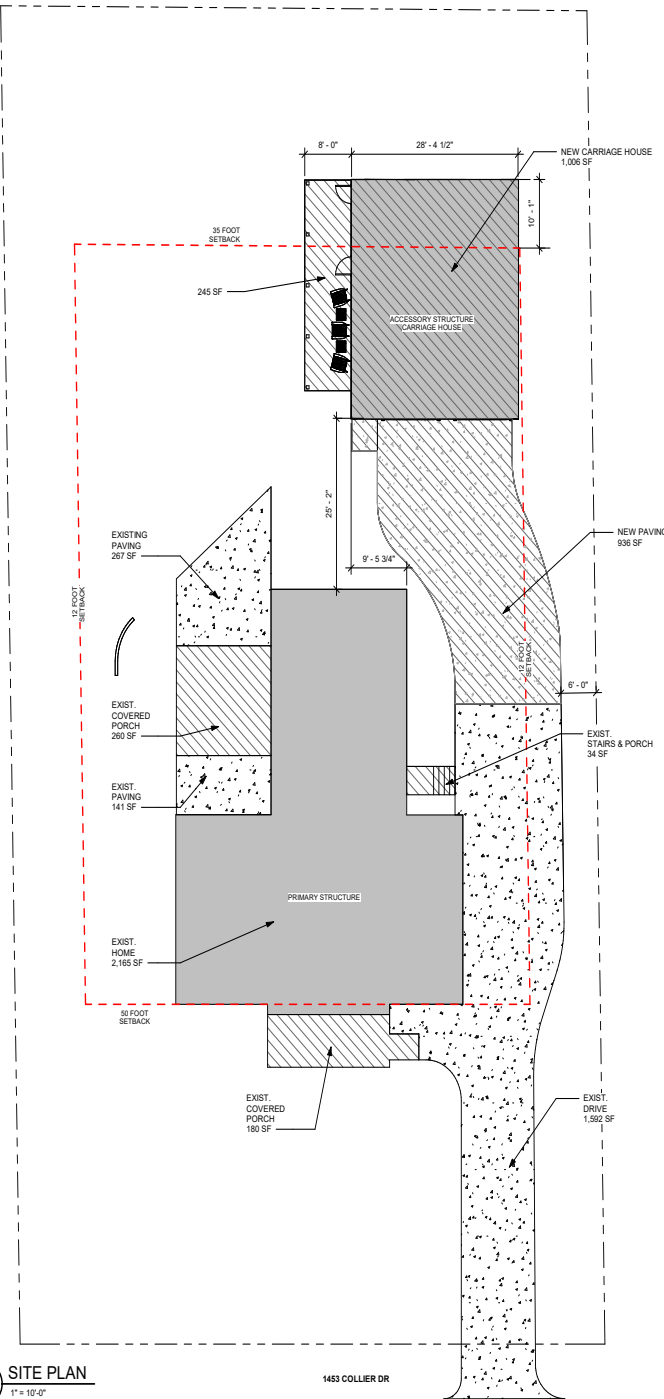 8' - 0"
28' - 4 1/2"
NEW CARRIAGE HOUSE
1,006 SF
10' - 1"
35 FOOT
SETBACK
245 SF
ACCESSORY STRUCTURE
CARRIAGE HOUSE
25' - 2"
EXISTING
PAVING
267 SF
NEW PAVING
936 SF
9' - 5 3/4"
12 FOOT
SETBACK
12 FOOT
SETBACK
6' - 0"
EXIST.
COVERED
PORCH
260 SF
EXIST.
STAIRS & PORCH
34 SF
EXIST.
PAVING
141 SF
PRIMARY STRUCTURE
EXIST.
HOME
2,165 SF
50 FOOT
SETBACK
EXIST.
COVERED
PORCH
180 SF
EXIST.
DRIVE
1,592 SF
SITE PLAN
1" = 10'-0"
1453 COLLIER DR